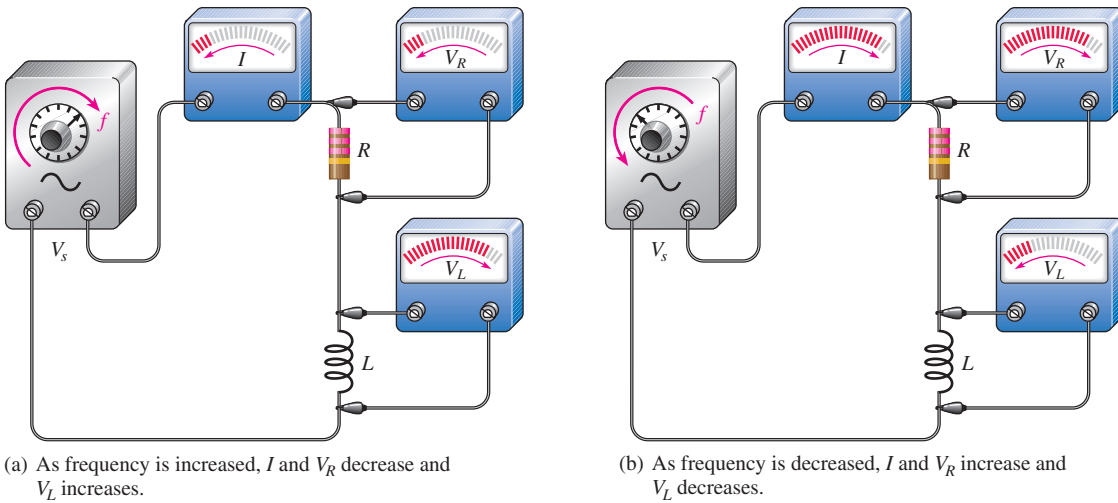 I
V_R
f
R
V_s
V_L
L
(a) As frequency is increased, I and V_R decrease and
V_L increases.
I
V_R
f
R
V_s
V_L
L
(b) As frequency is decreased, I and V_R increase and
V_L decreases.